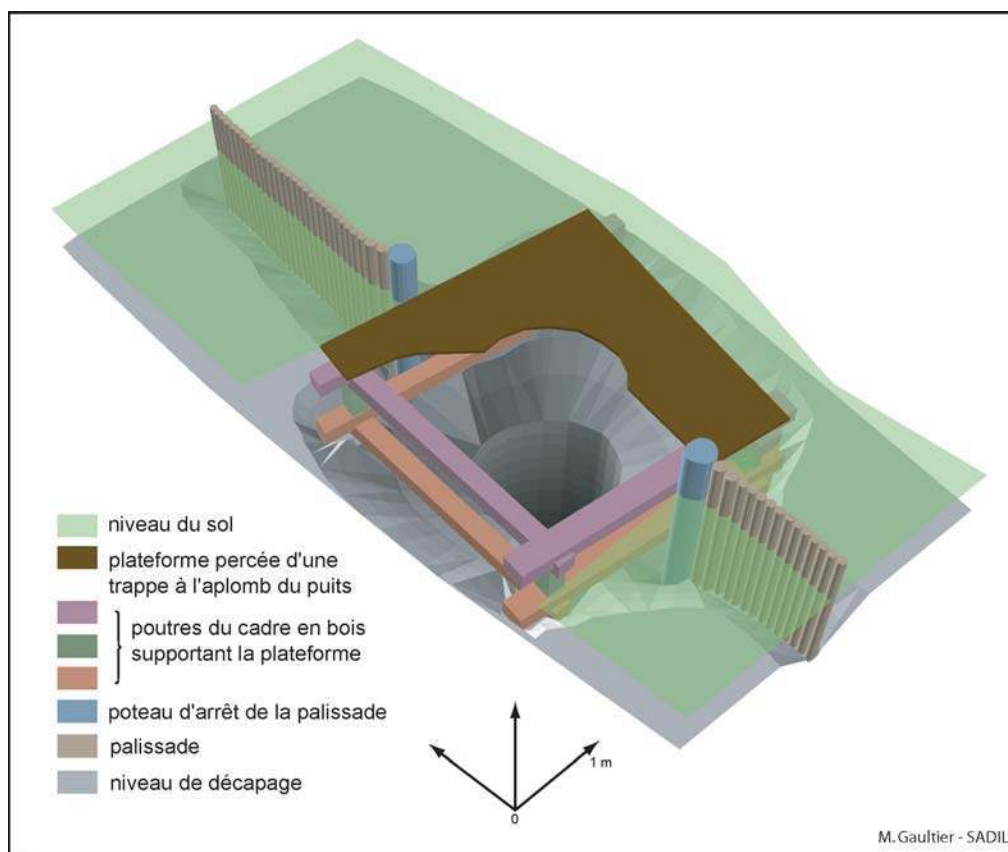 niveau du sol
plateforme percée d'une
trappe à l'aplomb du puits
poutres du cadre en bois
supportant la plateforme
poteau d'arrêt de la palissade
palissade
niveau de décapage
1 m
0
M. Gaultier - SADIL